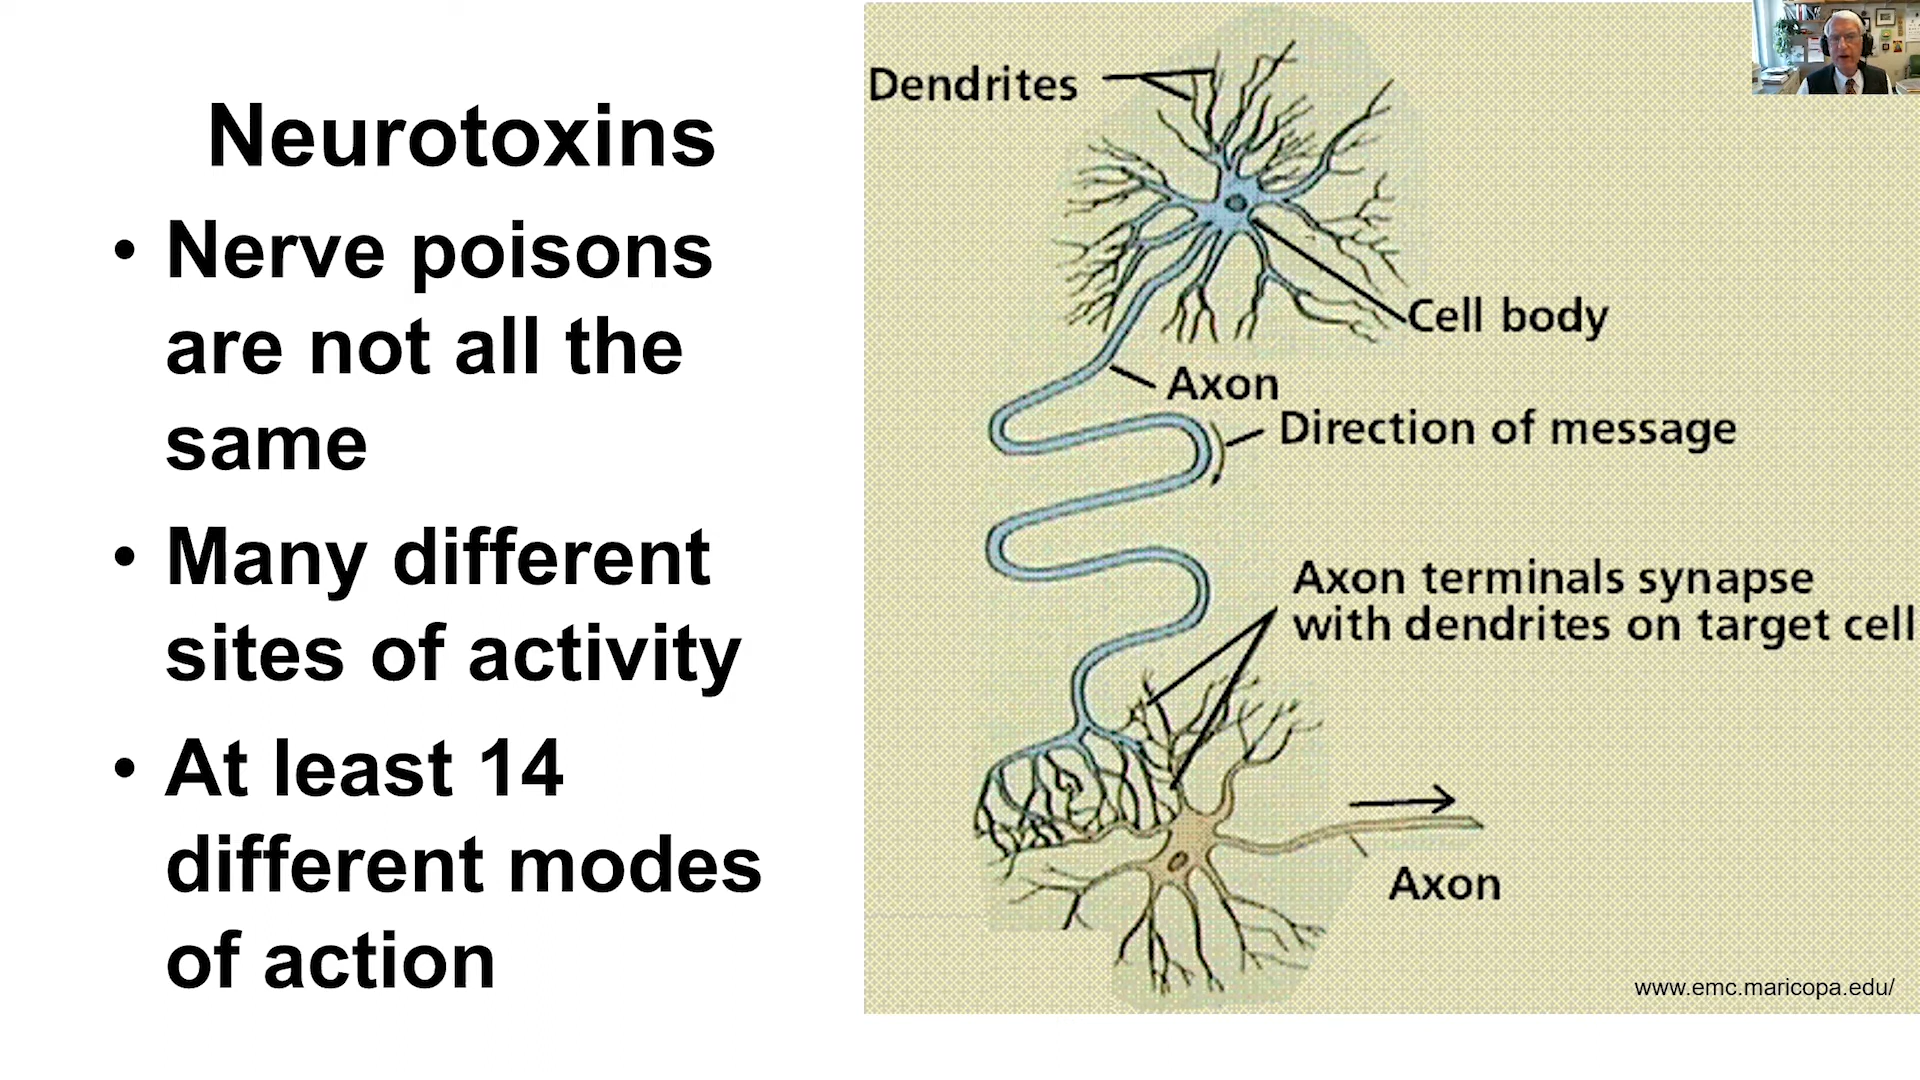 Neurotoxins
• Nerve poisons
are not all the
same
• Many different
sites of activity
• At least 14
different modes
of action
Dendrites
Cell body
Axon
Direction of message
Axon terminals synapse
with dendrites on target cell
Axon
www.emc.maricopa.edu/